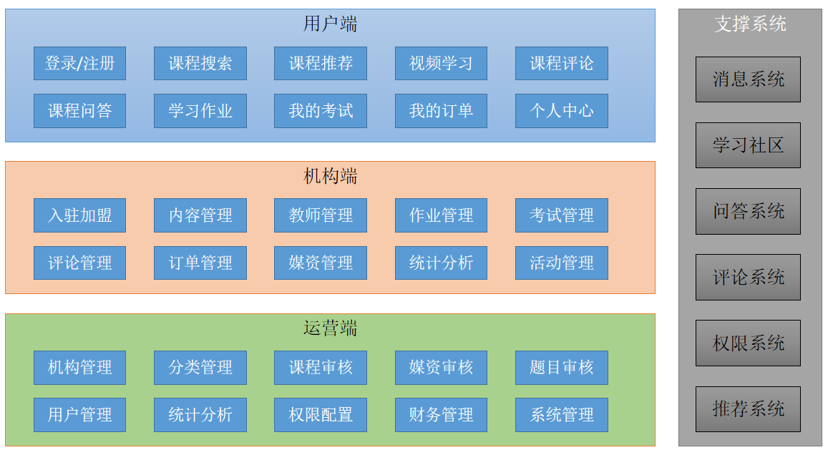 用户端
登录/注册 课程搜索 课程推荐 视频学习 课程评论
课程问答 学习作业 我的考试 我的订单 个人中心
机构端
入驻加盟 内容管理 教师管理 作业管理 考试管理
评论管理 订单管理 媒资管理 统计分析 活动管理
运营端
机构管理 分类管理 课程审核 媒资审核 题目审核
用户管理 统计分析 权限配置 财务管理 系统管理
支撑系统
消息系统
学习社区
问答系统
评论系统
权限系统
推荐系统